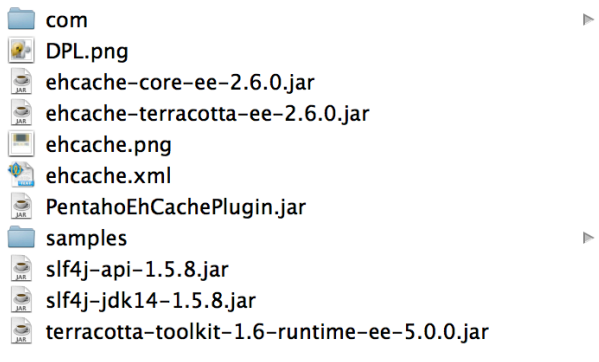 com
DPL.png
ehcache-core-ee-2.6.0.jar
ehcache-terracotta-ee-2.6.0.jar
ehcache.png
ehcache.xml
PentahoEhCachePlugin.jar
samples
slf4j-api-1.5.8.jar
slf4j-jdk14-1.5.8.jar
terracotta-toolkit-1.6-runtime-ee-5.0.0.jar